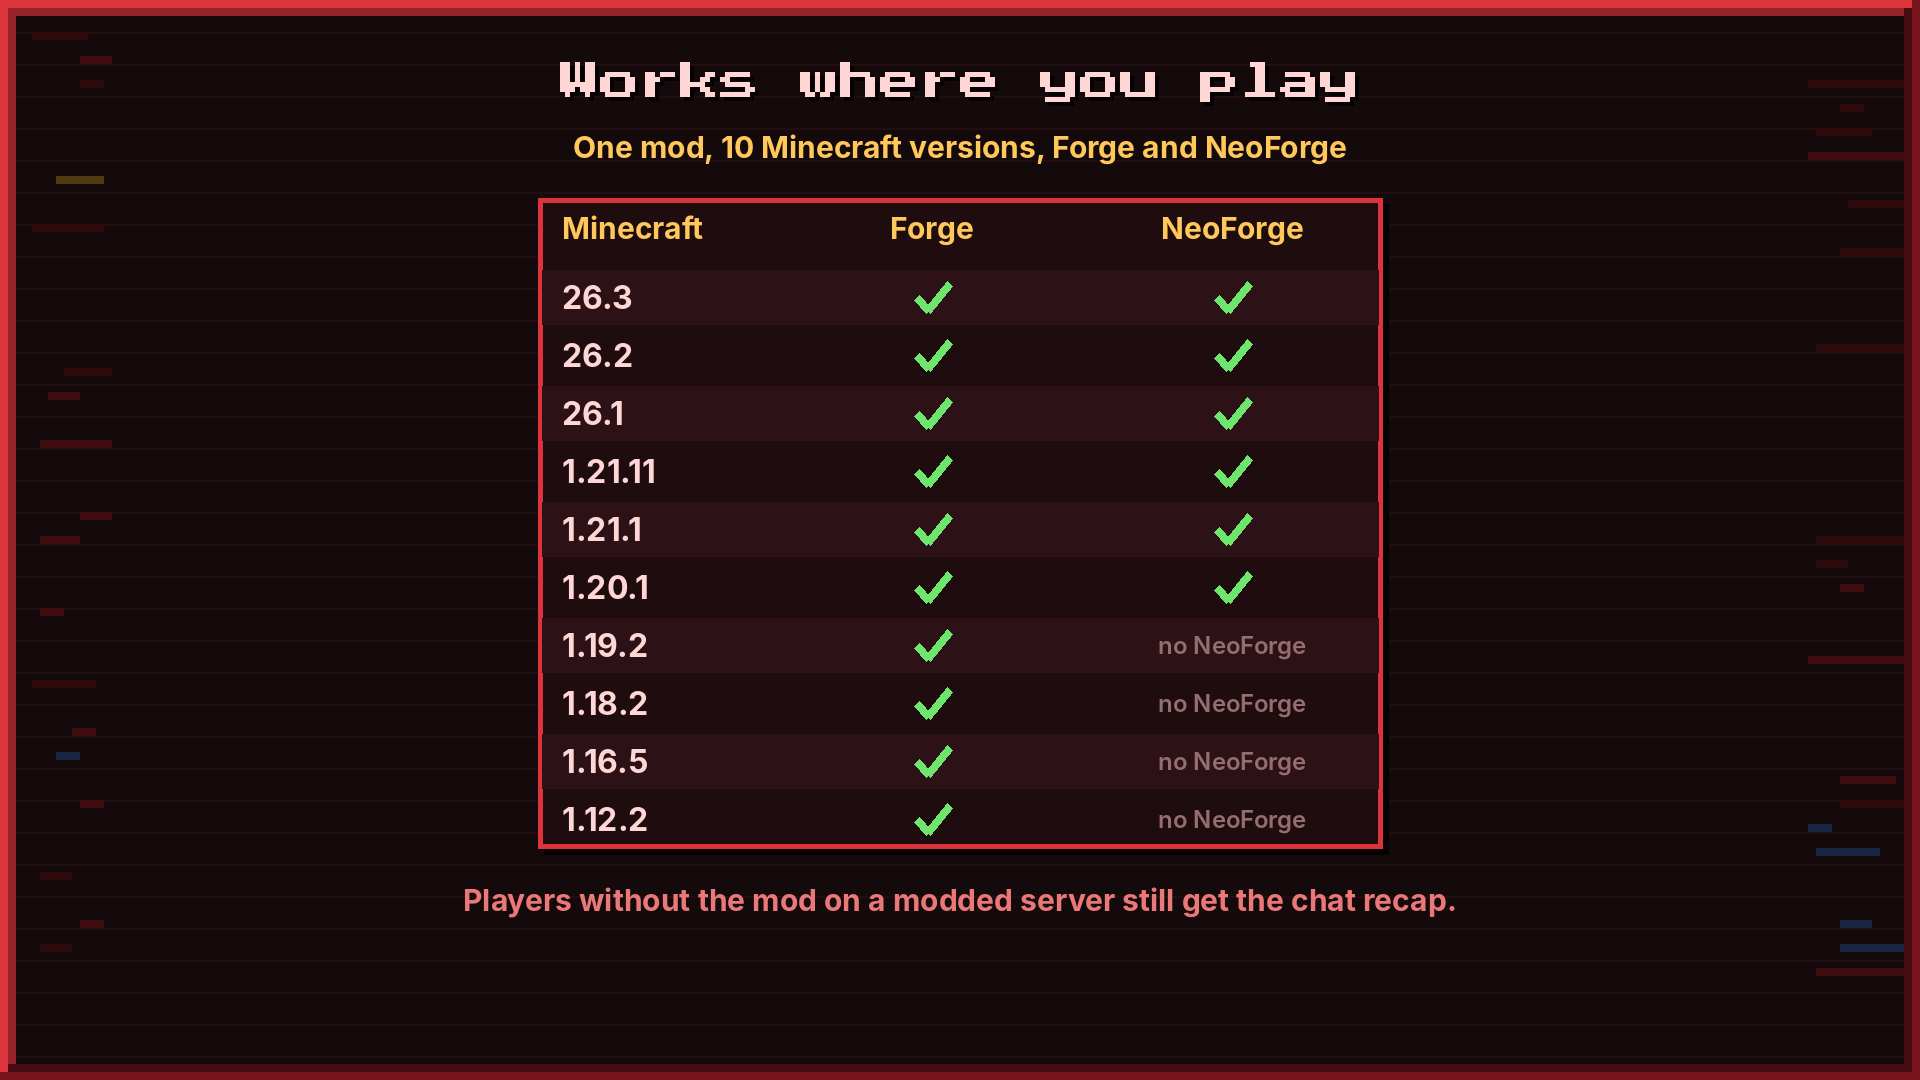 Works where you play
One mod, 10 Minecraft versions, Forge and NeoForge
Minecraft Forge NeoForge
26.3
26.2
26.1
1.21.11
1.21.1
1.20.1
1.19.2 no NeoForge
1.18.2 no NeoForge
1.16.5 no NeoForge
1.12.2 no NeoForge
Players without the mod on a modded server still get the chat recap.